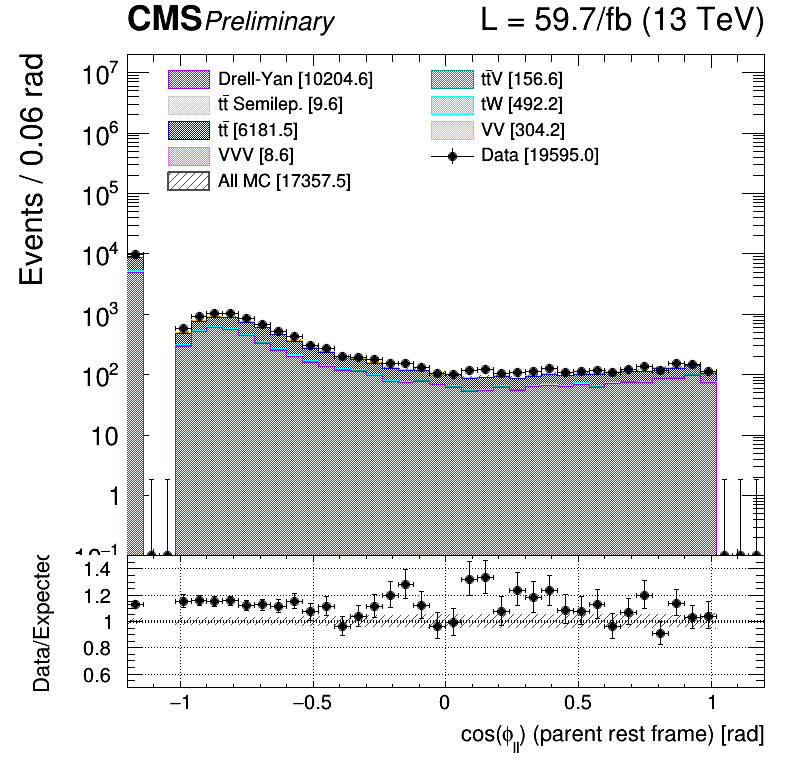 CMS Preliminary L = 59.7/fb (13 TeV)
Events / 0.06 rad
Drell-Yan [10204.6]
tt̄ Semilep. [9.6]
tt̄ [6181.5]
VVV [8.6]
All MC [17357.5]
tt̄V [156.6]
tW [492.2]
VV [304.2]
Data [19595.0]
10⁷
10⁶
10⁵
10⁴
10³
10²
10
1
10⁻¹
Data/Expected
1.4
1.2
1
0.8
0.6
−1 −0.5 0 0.5 1
cos(ϕ_ll) (parent rest frame) [rad]